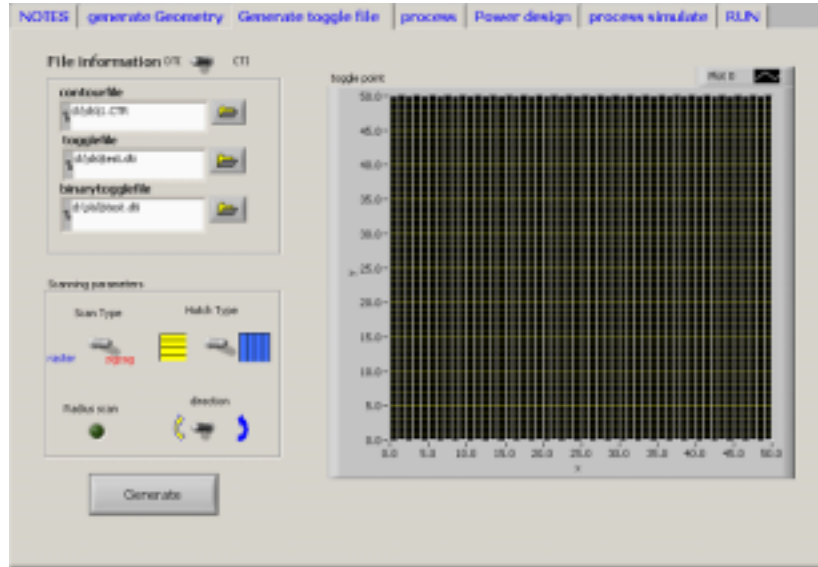 NOTES generate Geometry Generate toggle file process Power design process simulate RUN
File information CTI
contourfile
togglefile
binarytogglefile
Scanning parameters
Scan Type Hatch Type
raster zigzag
Radius scan direction
Generate
toggle point Plot 0
50.0
45.0
40.0
35.0
30.0
25.0
20.0
15.0
10.0
5.0
0.0
y
0.0 5.0 10.0 15.0 20.0 25.0 30.0 35.0 40.0 45.0 50.0
x